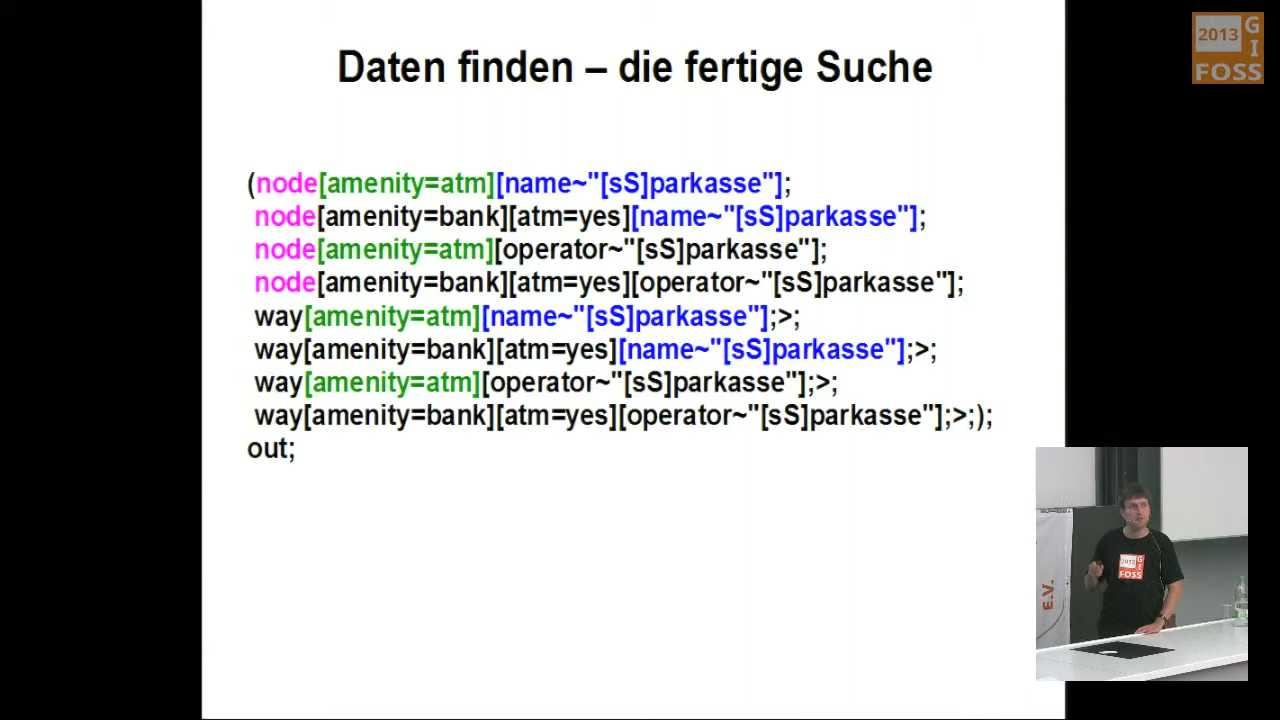 Daten finden – die fertige Suche
(node[amenity=atm][name~"[sS]parkasse"];
node[amenity=bank][atm=yes][name~"[sS]parkasse"];
node[amenity=atm][operator~"[sS]parkasse"];
node[amenity=bank][atm=yes][operator~"[sS]parkasse"];
way[amenity=atm][name~"[sS]parkasse"];>;
way[amenity=bank][atm=yes][name~"[sS]parkasse"];>;
way[amenity=atm][operator~"[sS]parkasse"];>;
way[amenity=bank][atm=yes][operator~"[sS]parkasse"];>;);
out;
2013 GI
FOSS
2013 GI
FOSS
E.V.